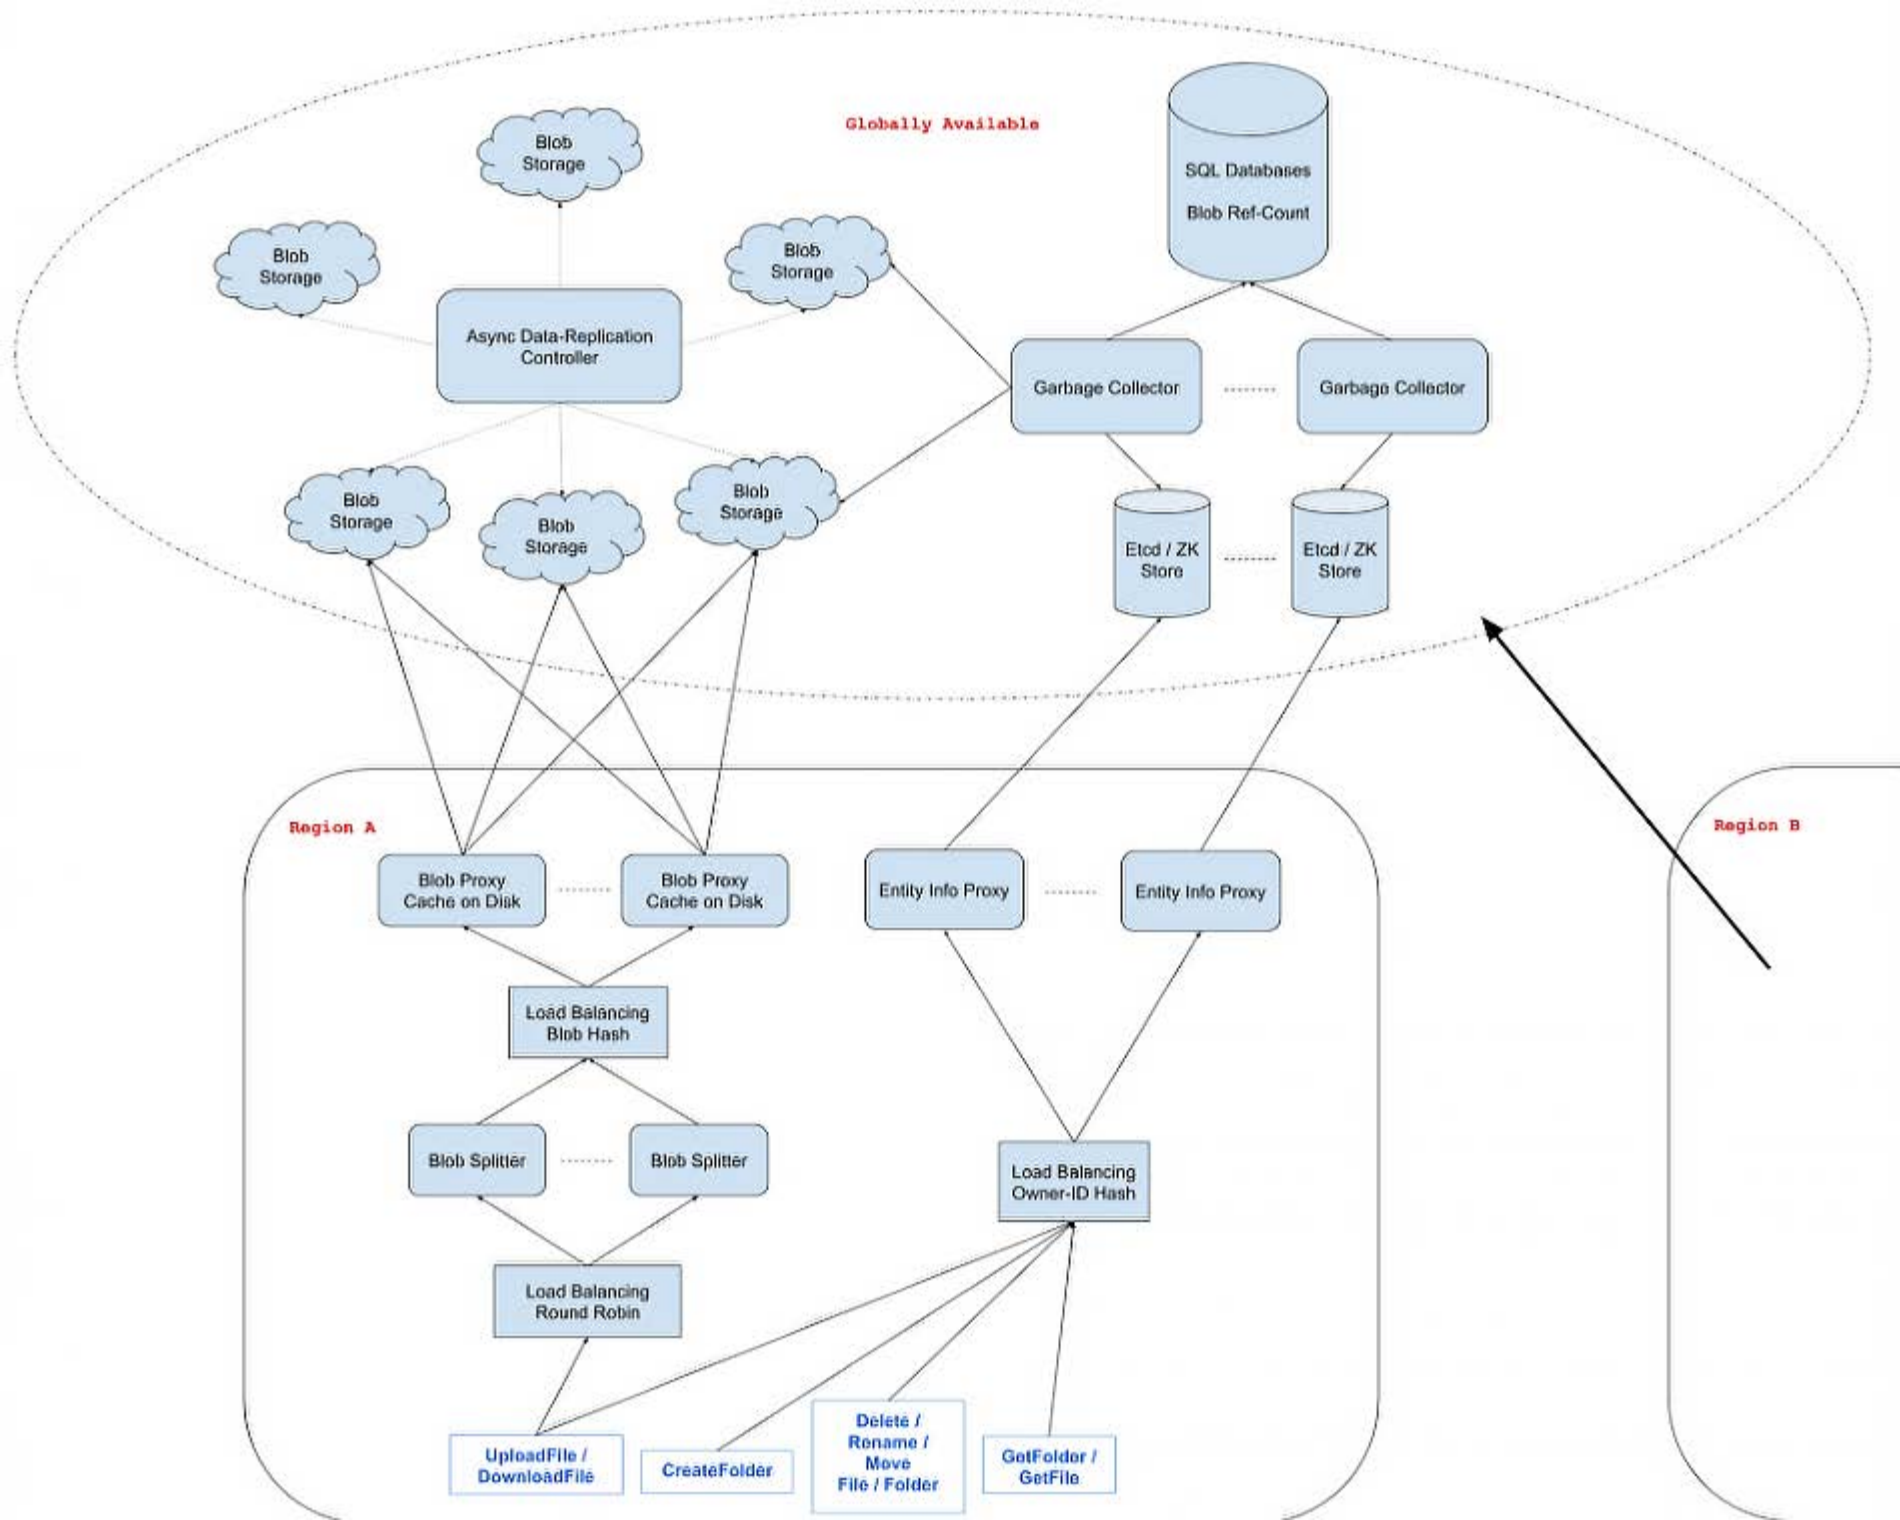 Globally Available
Blob
Storage
SQL Databases
Blob Ref-Count
Blob
Storage
Blob
Storage
Async Data-Replication
Controller
Garbage Collector
Garbage Collector
Blob
Storage
Blob
Storage
Blob
Storage
Etcd / ZK
Store
Etcd / ZK
Store
Region A
Region B
Blob Proxy
Cache on Disk
Blob Proxy
Cache on Disk
Entity Info Proxy
Entity Info Proxy
Load Balancing
Blob Hash
Blob Splitter
Blob Splitter
Load Balancing
Owner-ID Hash
Load Balancing
Round Robin
UploadFile /
DownloadFile
CreateFolder
Delete /
Rename /
Move
File / Folder
GetFolder /
GetFile